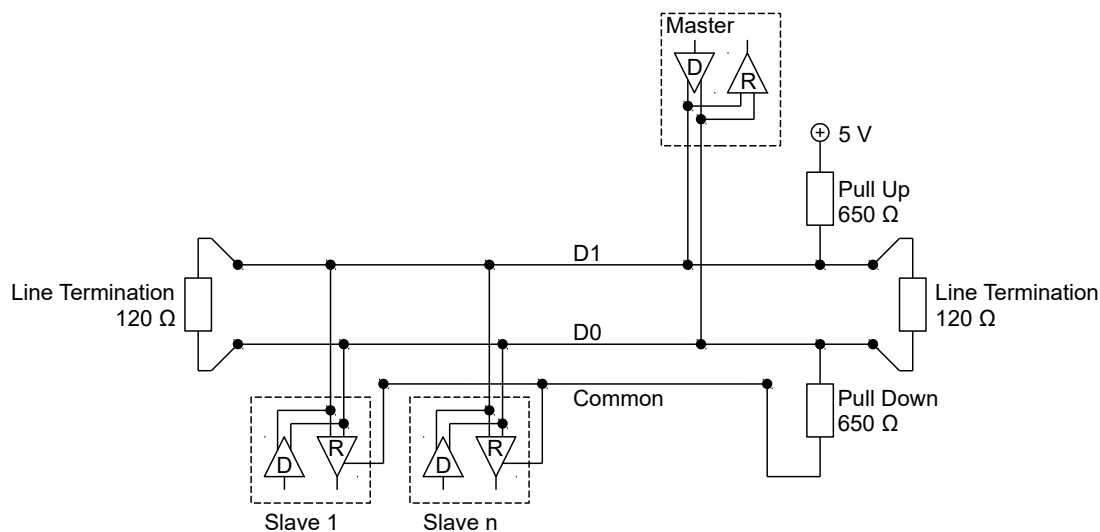 Master
D
R
5 V
Pull Up
650 Ω
D1
Line Termination
120 Ω
Line Termination
120 Ω
D0
Common
Pull Down
650 Ω
D
R
D
R
Slave 1
Slave n